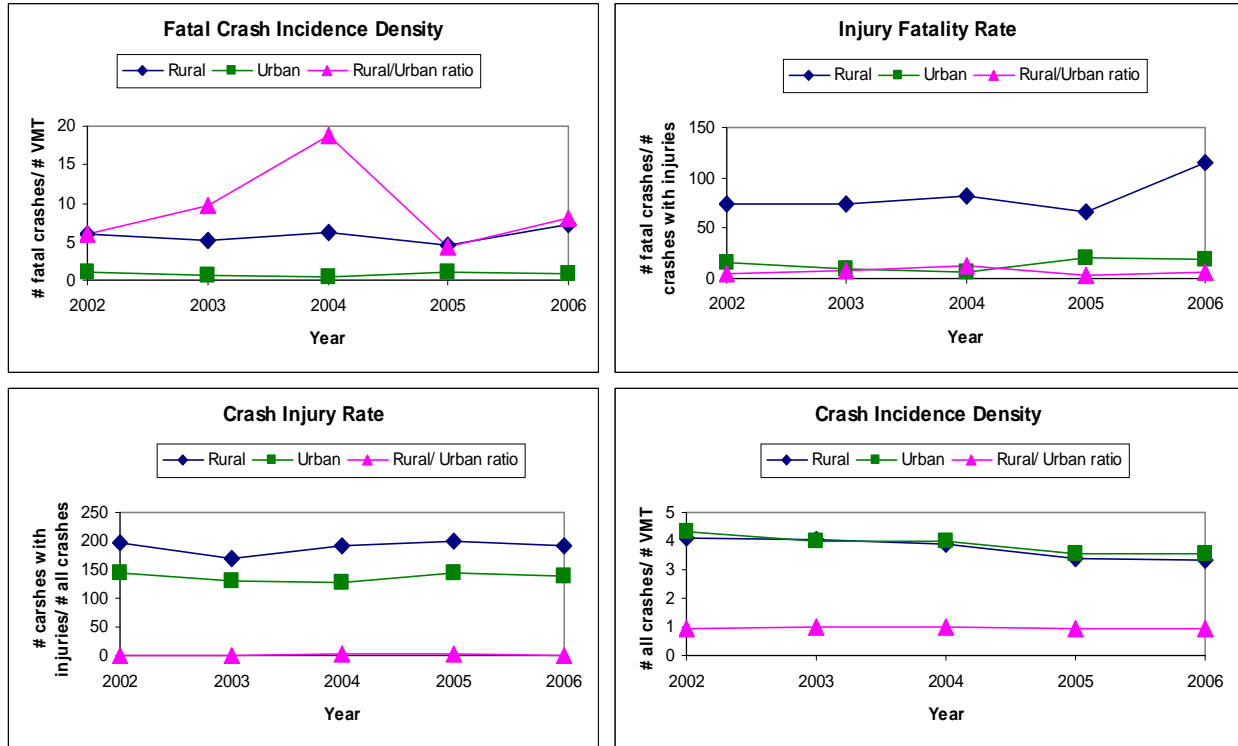 Fatal Crash Incidence Density
Rural Urban Rural/Urban ratio
# fatal crashes/ # VMT
20
15
10
5
0
2002 2003 2004 2005 2006
Year
Injury Fatality Rate
Rural Urban Rural/Urban ratio
# fatal crashes/ #
crashes with injuries
150
100
50
0
2002 2003 2004 2005 2006
Year
Crash Injury Rate
Rural Urban Rural/ Urban ratio
# carshes with
injuries/ # all crashes
250
200
150
100
50
0
2002 2003 2004 2005 2006
Year
Crash Incidence Density
Rural Urban Rural/ Urban ratio
# all crashes/ # VMT
5
4
3
2
1
0
2002 2003 2004 2005 2006
Year